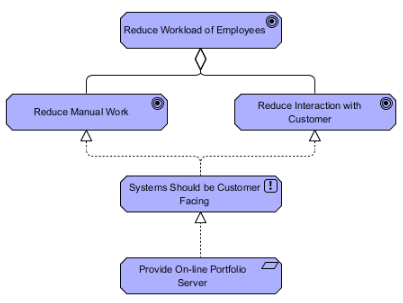 Reduce Workload of Employees
Reduce Manual Work
Reduce Interaction with
Customer
Systems Should be Customer
Facing
!
Provide On-line Portfolio
Server